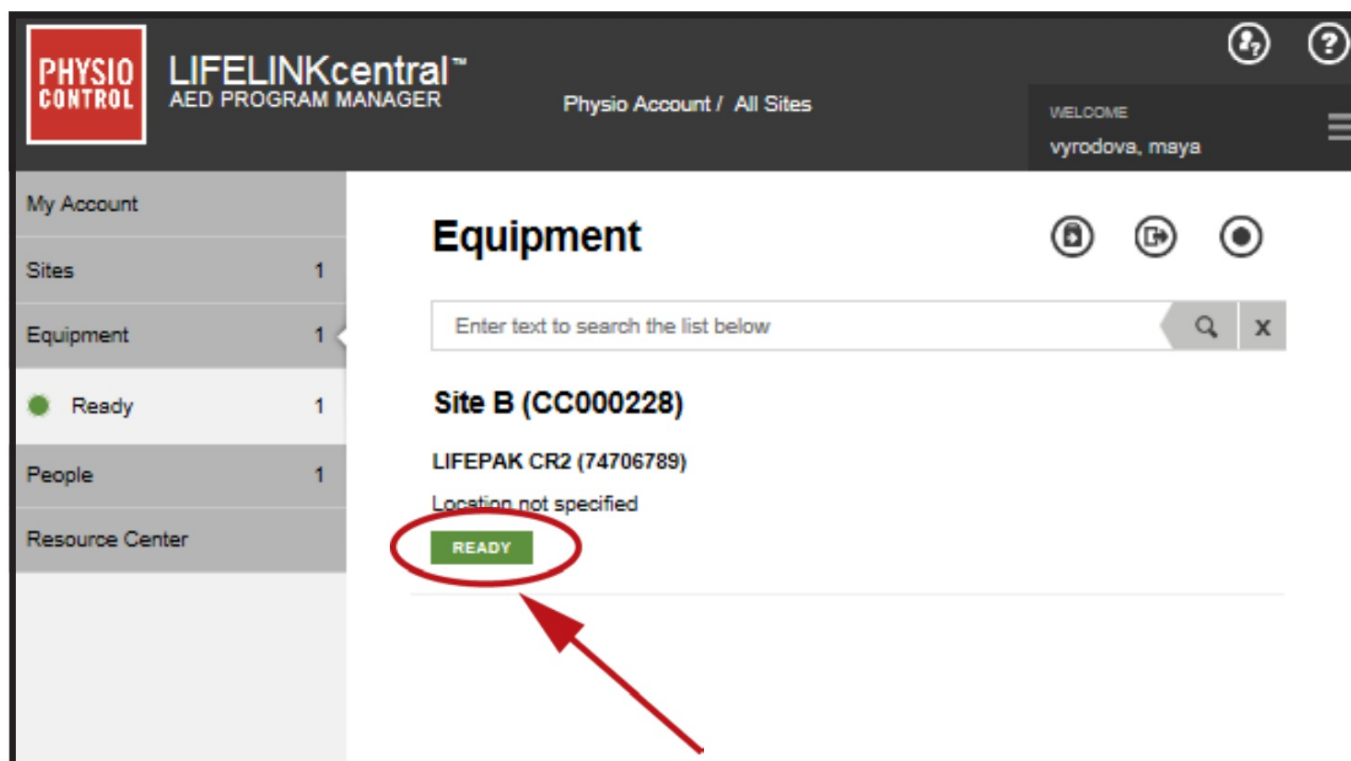 PHYSIO
CONTROL
LIFELINKcentral™
AED PROGRAM MANAGER
Physio Account / All Sites
WELCOME
vyrodova, maya
My Account
Sites 1
Equipment 1
Ready 1
People 1
Resource Center
Equipment
Enter text to search the list below
X
Site B (CC000228)
LIFEPAK CR2 (74706789)
Location not specified
READY